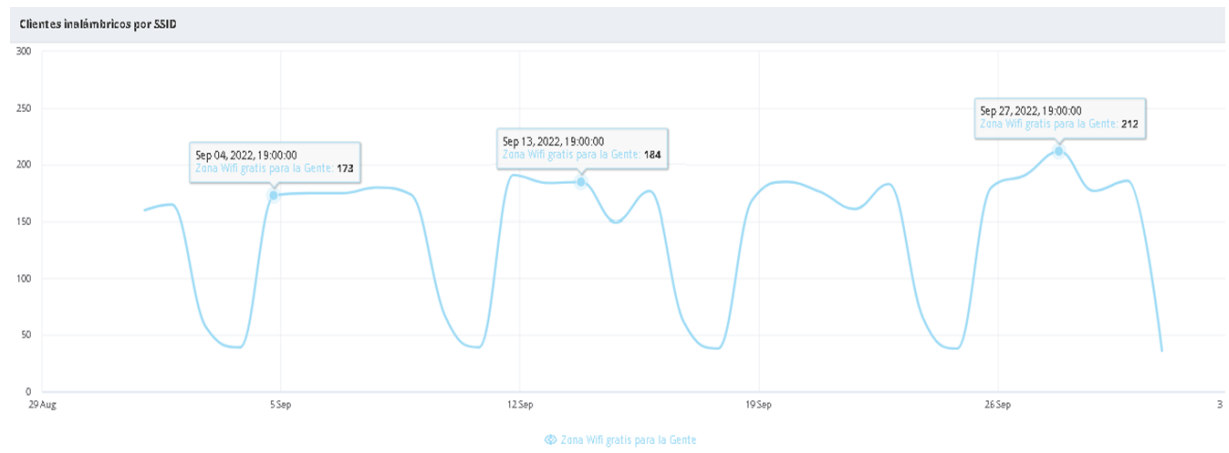 Clientes inalámbricos por SSID
300
250
200
150
100
50
0
Sep 04, 2022, 19:00:00
Zona Wifi gratis para la Gente: 173
Sep 13, 2022, 19:00:00
Zona Wifi gratis para la Gente: 184
Sep 27, 2022, 19:00:00
Zona Wifi gratis para la Gente: 212
29 Aug
5 Sep
12 Sep
19 Sep
26 Sep
3
Zona Wifi gratis para la Gente